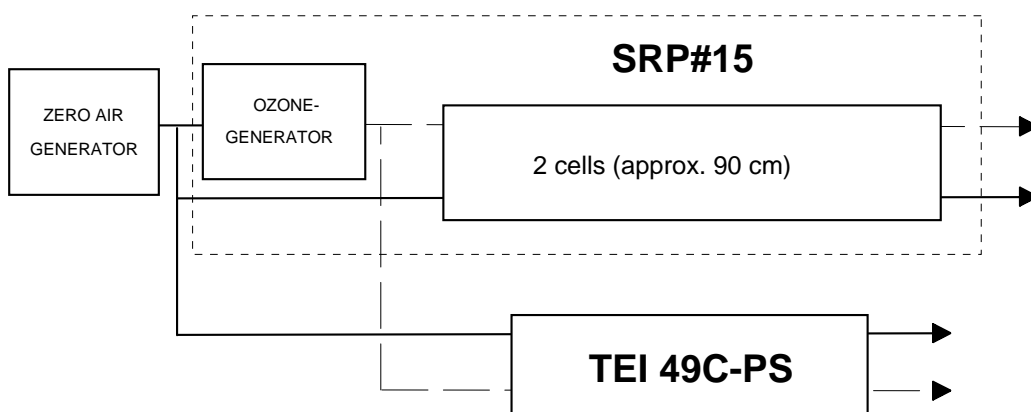 SRP#15
ZERO AIR
GENERATOR
OZONE-
GENERATOR
2 cells (approx. 90 cm)
TEI 49C-PS